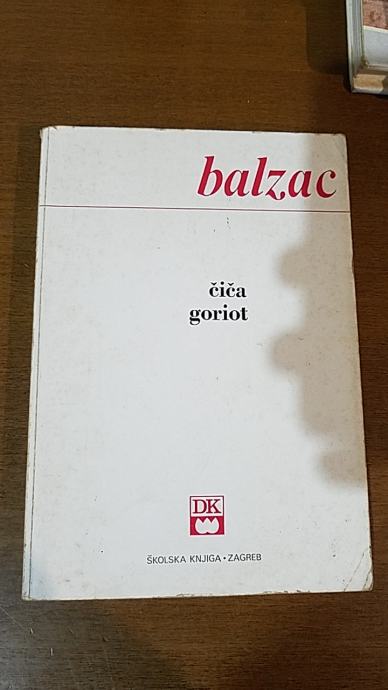 balzac
čiča
goriot
DK
ŠKOLSKA KNJIGA • ZAGREB